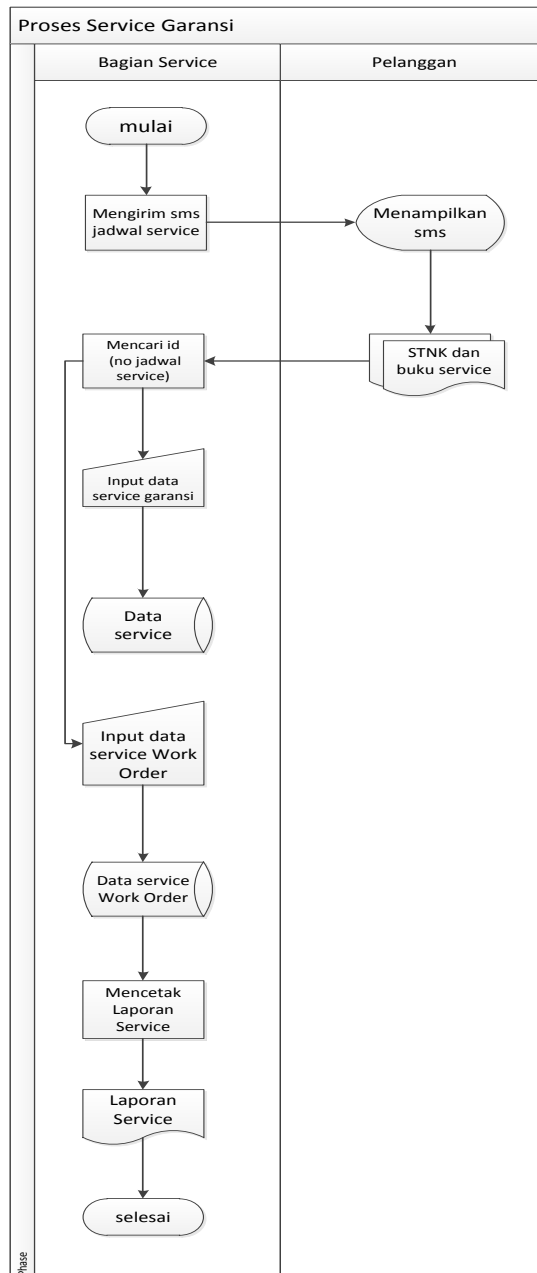 Proses Service Garansi
Bagian Service
Pelanggan
mulai
Mengirim sms
jadwal service
Menampilkan
sms
Mencari id
(no jadwal
service)
STNK dan
buku service
Input data
service garansi
Data
service
Input data
service Work
Order
Data service
Work Order
Mencetak
Laporan
Service
Laporan
Service
selesai
Phase